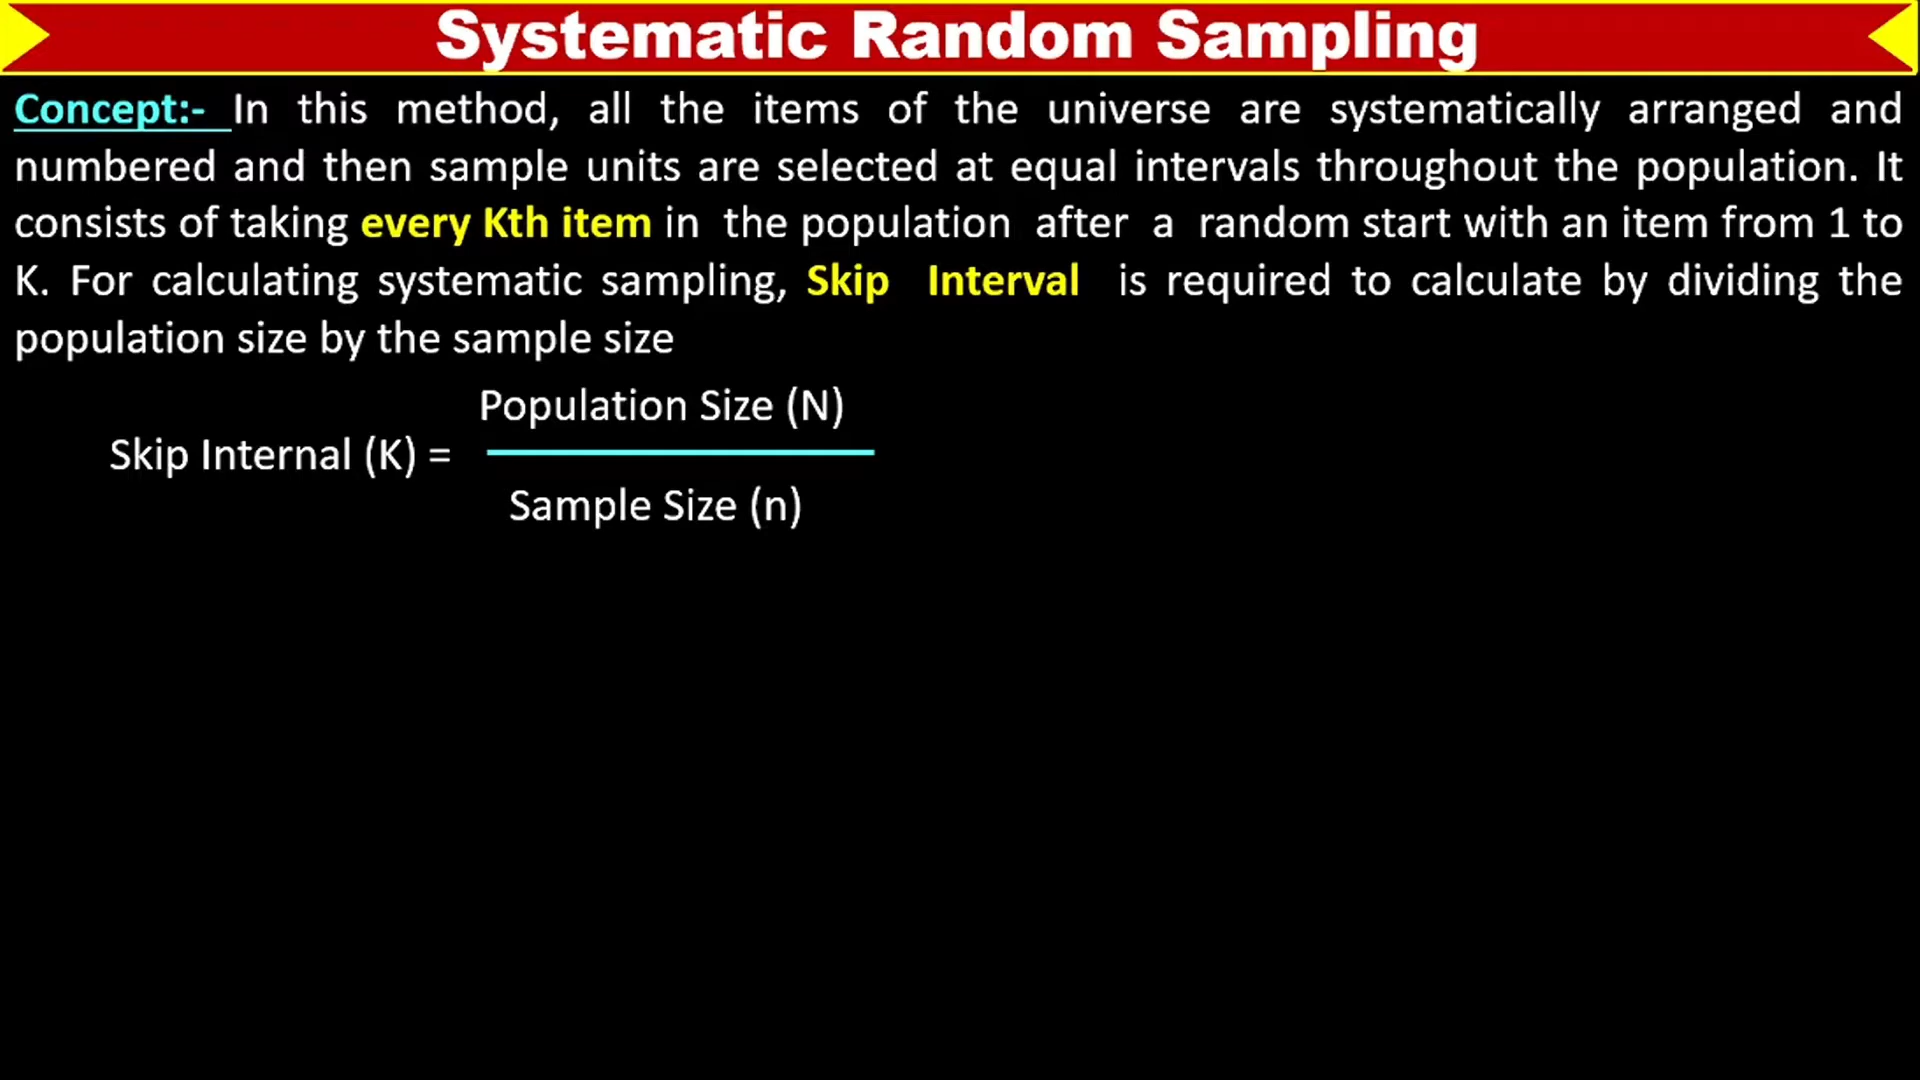 Systematic Random Sampling
Concept:- In this method, all the items of the universe are systematically arranged and
numbered and then sample units are selected at equal intervals throughout the population. It
consists of taking every Kth item in the population after a random start with an item from 1 to
K. For calculating systematic sampling, Skip Interval is required to calculate by dividing the
population size by the sample size
Population Size (N)
Skip Internal (K) =
Sample Size (n)